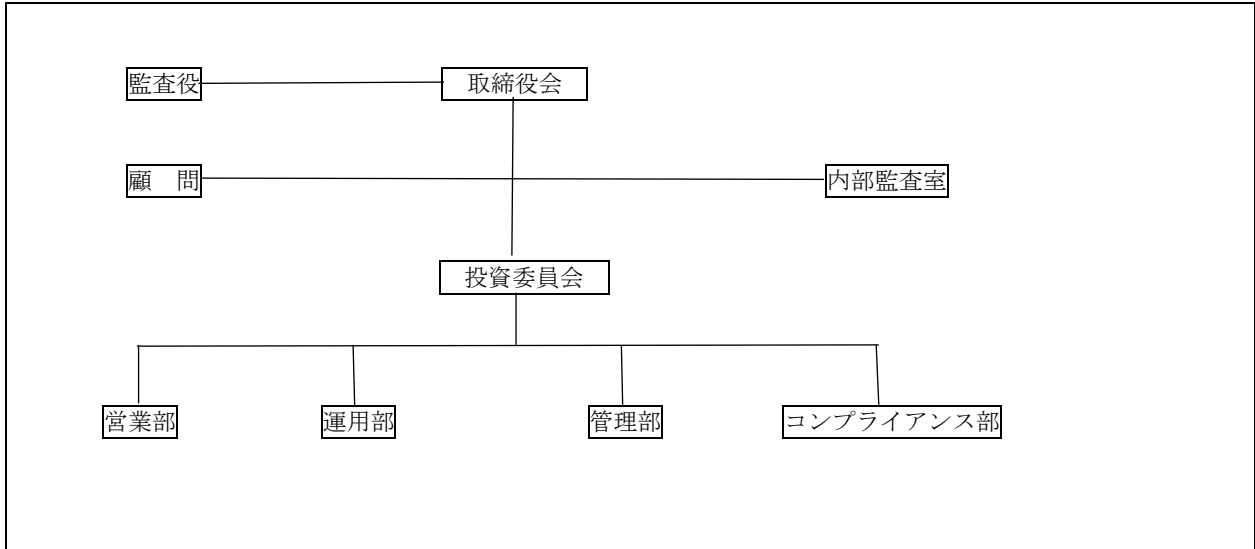 監査役
取締役会
顧　問
内部監査室
投資委員会
営業部
運用部
管理部
コンプライアンス部